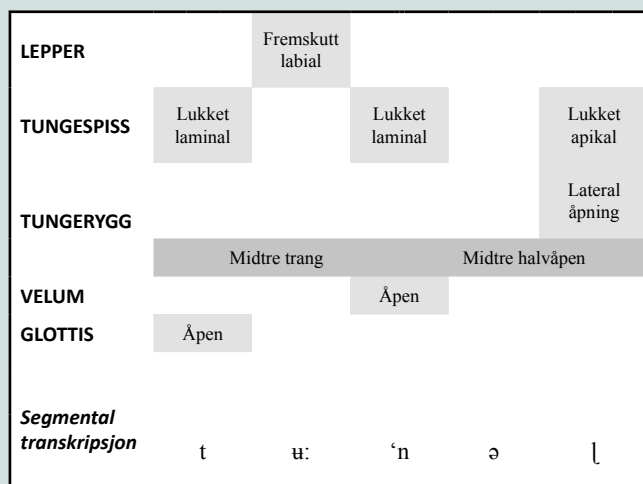 LEPPER
Fremskutt
labial
TUNGESPISS
Lukket
laminal
Lukket
laminal
Lukket
apikal
TUNGERYGG
Lateral
åpning
Midtre trang
Midtre halvåpen
VELUM
Åpen
GLOTTIS
Åpen
Segmental
transkripsjon
t ʉː ‘n ə ɭ